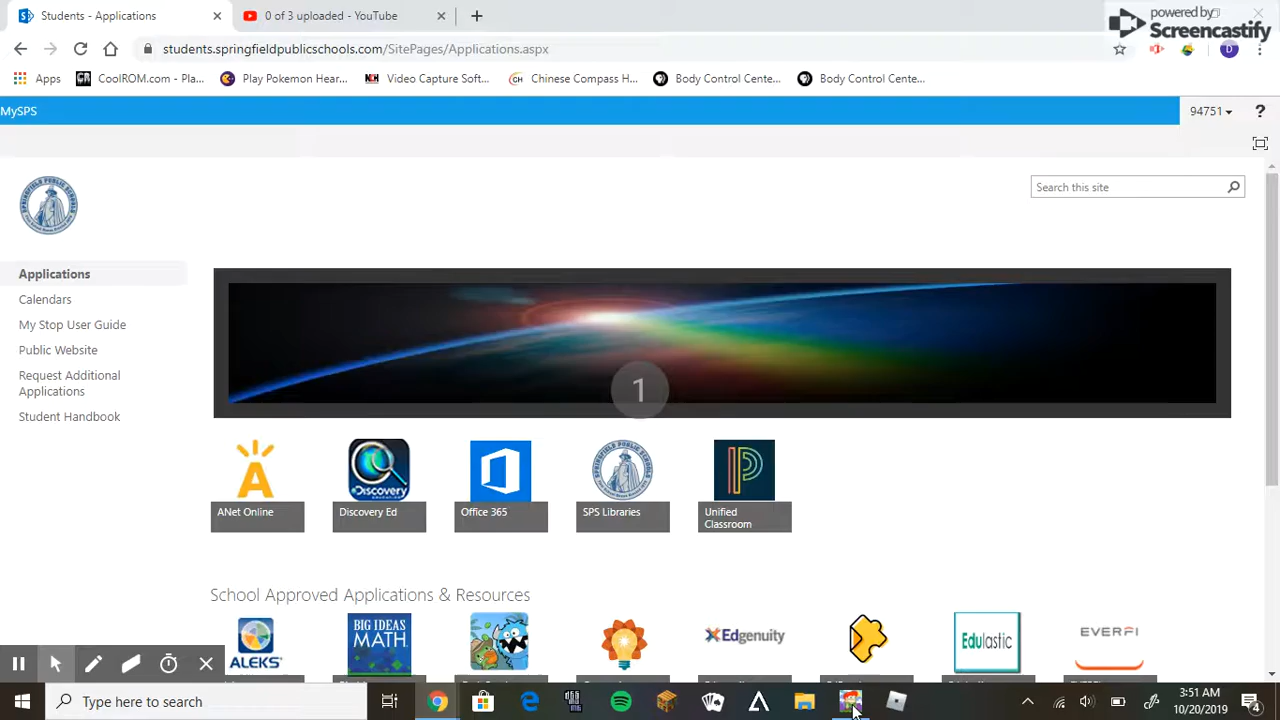 Students - Applications
0 of 3 uploaded - YouTube
powered by
Screencastify
students.springfieldpublicschools.com/SitePages/Applications.aspx
D
Apps
CoolROM.com - Pla...
Play Pokemon Hear...
Video Capture Soft...
Chinese Compass H...
Body Control Cente...
Body Control Cente...
MySPS
94751
?
Search this site
Applications
Calendars
My Stop User Guide
Public Website
Request Additional
Applications
Student Handbook
1
Discovery
ANet Online
Discovery Ed
Office 365
SPS Libraries
Unified
Classroom
School Approved Applications & Resources
ALEKS
BIG IDEAS
MATH
Edgenuity
Edulastic
EVERFI
Type here to search
3:51 AM
10/20/2019
4